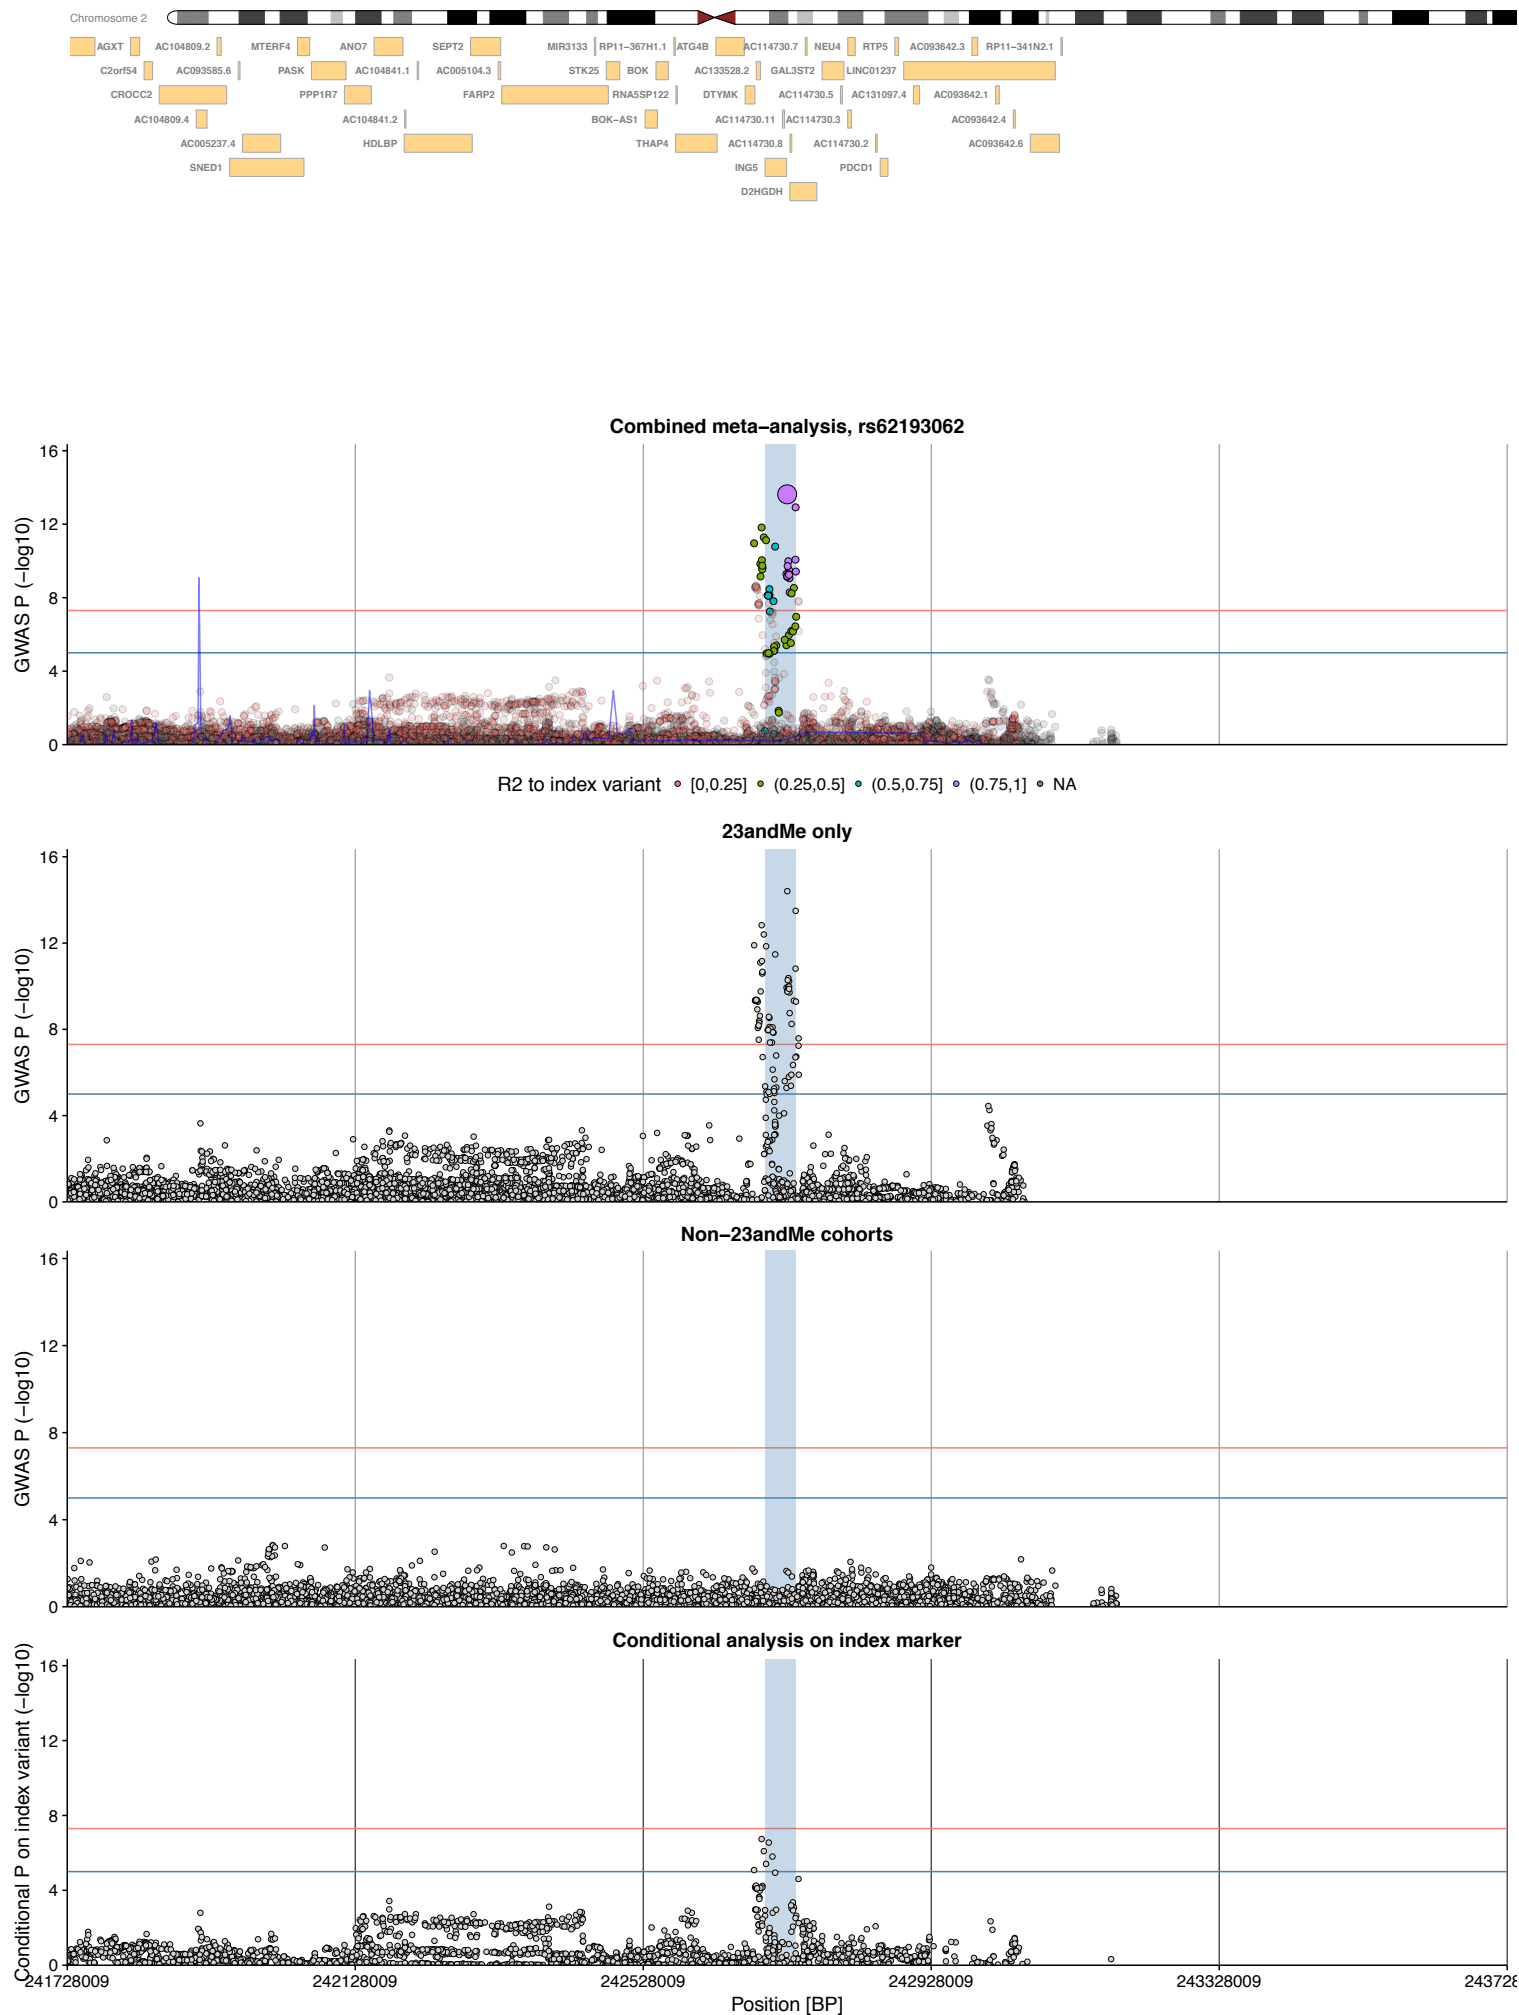 Chromosome 2
AGXT AC104809.2 MTERF4 ANO7 SEPT2 MIR3133 RP11−367H1.1 ATG4B AC114730.7 NEU4 RTP5 AC093642.3 RP11−341N2.1
C2orf54 AC093585.6 PASK AC104841.1 AC005104.3 STK25 BOK AC133528.2 GAL3ST2 LINC01237
CROCC2 PPP1R7 FARP2 RNA5SP122 DTYMK AC114730.5 AC131097.4 AC093642.1
AC104809.4 AC104841.2 BOK−AS1 AC114730.11 AC114730.3 AC093642.4
AC005237.4 HDLBP THAP4 AC114730.8 AC114730.2 AC093642.6
SNED1 ING5 PDCD1
D2HGDH
Combined meta−analysis, rs62193062
GWAS P (−log10)
16
12
8
4
0
R2 to index variant [0,0.25] (0.25,0.5] (0.5,0.75] (0.75,1] NA
23andMe only
GWAS P (−log10)
16
12
8
4
0
Non−23andMe cohorts
GWAS P (−log10)
16
12
8
4
0
Conditional analysis on index marker
Conditional P on index variant (−log10)
16
12
8
4
0
241728009 242128009 242528009 242928009 243328009 243728
Position [BP]